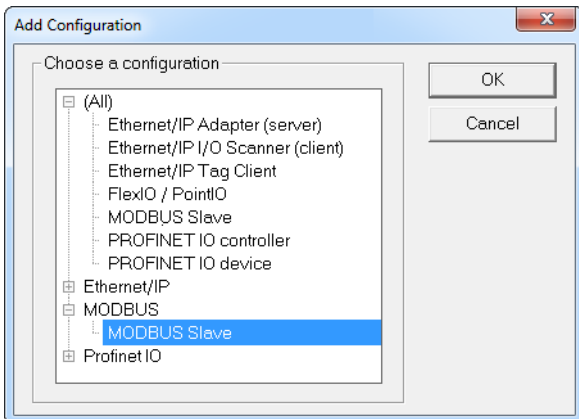 Add Configuration
Choose a configuration
OK
(All)
Ethernet/IP Adapter (server)
Cancel
Ethernet/IP I/O Scanner (client)
Ethernet/IP Tag Client
FlexIO / PointIO
MODBUS Slave
PROFINET IO controller
PROFINET IO device
Ethernet/IP
MODBUS
MODBUS Slave
Profinet IO